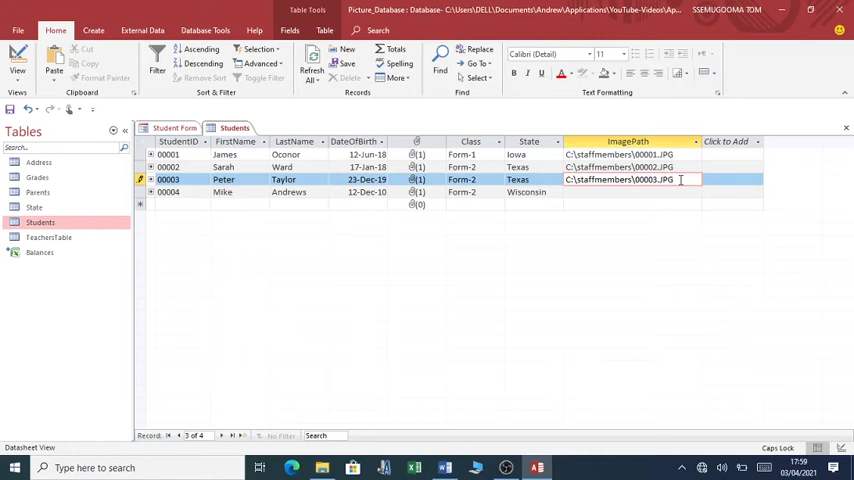 Table Tools
Picture_Database : Database- C:\Users\DELL\Documents\Andrew\Applications\YouTube-Videos\Ap...
SSEMUGOOMA TOM
File Home Create External Data Database Tools Fields Table Search
View
Views
Paste
Cut
Copy
Format Painter
Clipboard
Filter
Ascending
Descending
Remove Sort
Selection
Advanced
Toggle Filter
Sort & Filter
Refresh
All
New
Save
Delete
Totals
Spelling
More
Records
Find
Replace
Go To
Select
Find
Calibri (Detail) 11
B I U
Text Formatting
Tables
Search...
Address
Grades
Parents
State
Students
TeachersTable
Balances
Student Form Students
StudentID FirstName LastName DateOfBirth Class State ImagePath Click to Add
00001 James Oconor 12-Jun-18 (1) Form-1 Iowa C:\staffmembers\00001.JPG
00002 Sarah Ward 17-Jan-18 (1) Form-2 Texas C:\staffmembers\00002.JPG
00003 Peter Taylor 23-Dec-19 (1) Form-2 Texas C:\staffmembers\00003.JPG
00004 Mike Andrews 12-Dec-10 (1) Form-2 Wisconsin
(0)
Record: 3 of 4 No Filter Search
Datasheet View Caps Lock
Type here to search
17:59
03/04/2021